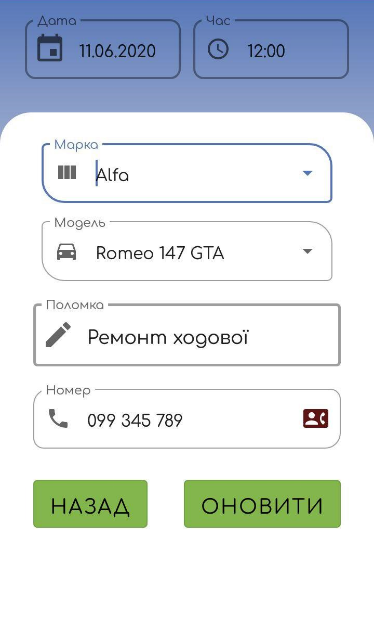 Дата
Час
11.06.2020
12:00
Марка
Alfa
Модель
Romeo 147 GTA
Поломка
Ремонт ходової
Номер
099 345 789
НАЗАД
ОНОВИТИ